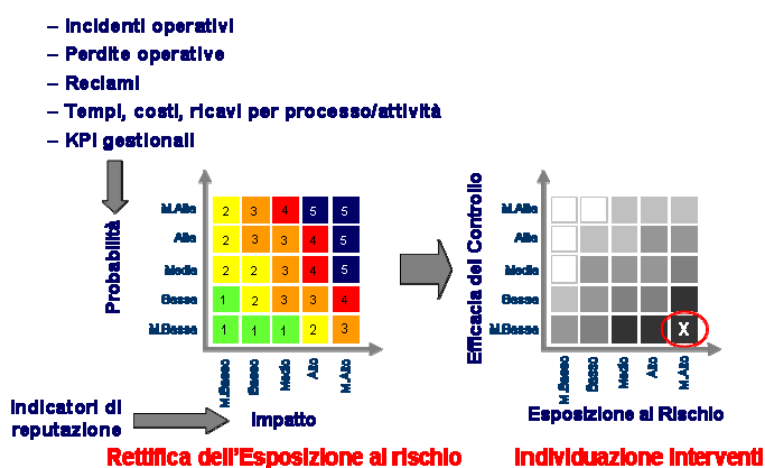 – Incidenti operativi
– Perdite operative
– Reclami
– Tempi, costi, ricavi per processo/attività
– KPI gestionali
Probabilità
M.Alta 2 3 4 5 5
Alta 2 3 3 4 5
Media 2 2 3 4 5
Bassa 1 2 3 3 4
M.Bassa 1 1 1 2 3
M.Basso Basso Medio Alto M.Alto
Impatto
Indicatori di
reputazione
Rettifica dell'Esposizione al rischio
Efficacia del Controllo
M.Alta
Alta
Media
Bassa
M.Bassa X
M.Basso Basso Medio Alto M.Alto
Esposizione al Rischio
Individuazione Interventi